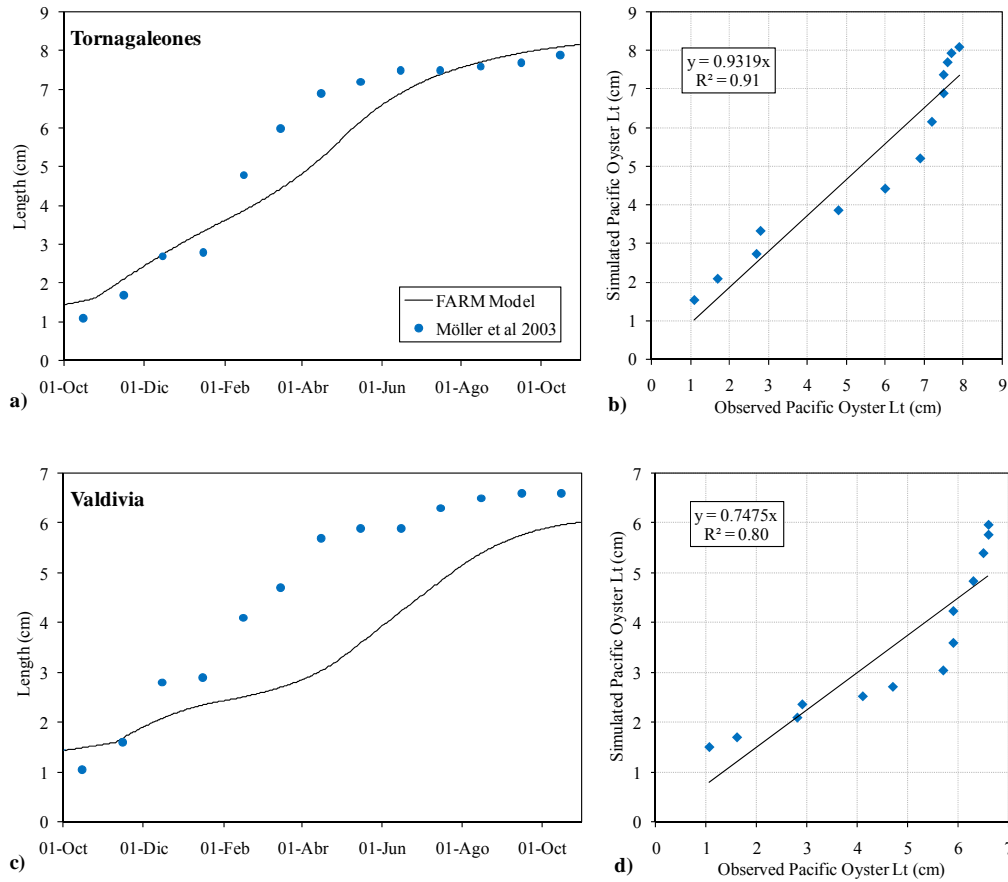 Tornagaleones
Length (cm)
9
8
7
6
5
4
3
2
1
0
01-Oct 01-Dic 01-Feb 01-Abr 01-Jun 01-Ago 01-Oct
FARM Model
Möller et al 2003
a)
Simulated Pacific Oyster Lt (cm)
9
8
7
6
5
4
3
2
1
0
y = 0.9319x
R² = 0.91
0 1 2 3 4 5 6 7 8 9
Observed Pacific Oyster Lt (cm)
b)
Valdivia
Length (cm)
7
6
5
4
3
2
1
0
01-Oct 01-Dic 01-Feb 01-Abr 01-Jun 01-Ago 01-Oct
c)
Simulated Pacific Oyster Lt (cm)
7
6
5
4
3
2
1
0
y = 0.7475x
R² = 0.80
0 1 2 3 4 5 6 7
Observed Pacific Oyster Lt (cm)
d)